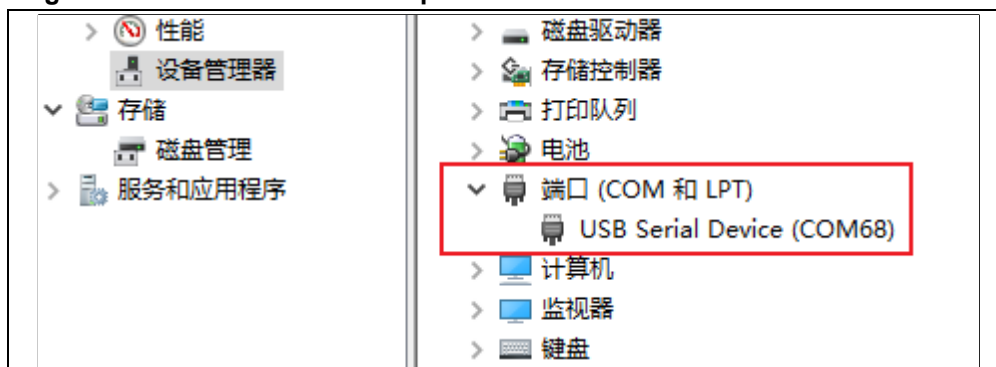 性能
设备管理器
存储
磁盘管理
服务和应用程序
磁盘驱动器
存储控制器
打印队列
电池
端口 (COM 和 LPT)
USB Serial Device (COM68)
计算机
监视器
键盘